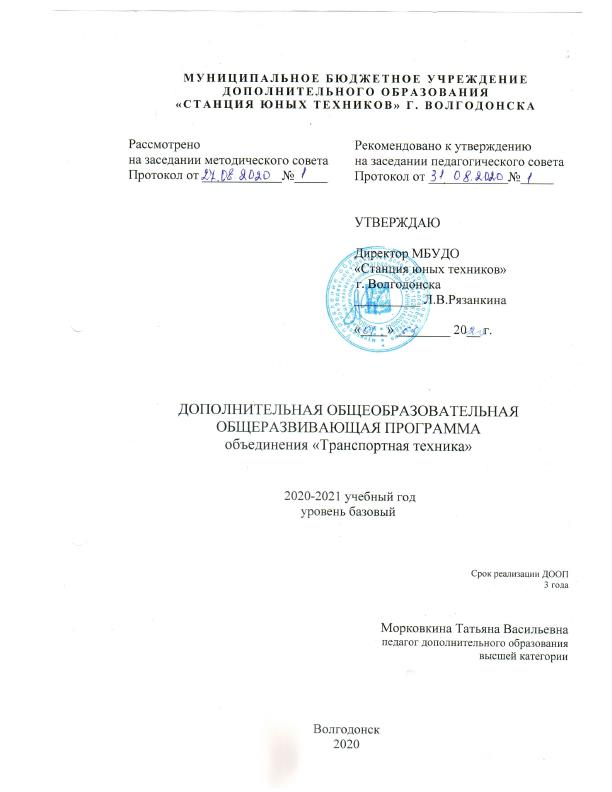 МУНИЦИПАЛЬНОЕ БЮДЖЕТНОЕ УЧРЕЖДЕНИЕ
ДОПОЛНИТЕЛЬНОГО ОБРАЗОВАНИЯ
«СТАНЦИЯ ЮНЫХ ТЕХНИКОВ» Г. ВОЛГОДОНСКА
Рассмотрено
на заседании методического совета
Протокол от 27.08 2020 № 1
Рекомендовано к утверждению
на заседании педагогического совета
Протокол от 31 08.2020 № 1
УТВЕРЖДАЮ
Директор МБУДО
«Станция юных техников»
г. Волгодонска
Л.В.Рязанкина
« » 20 г.
ДОПОЛНИТЕЛЬНАЯ ОБЩЕОБРАЗОВАТЕЛЬНАЯ
ОБЩЕРАЗВИВАЮЩАЯ ПРОГРАММА
объединения «Транспортная техника»
2020-2021 учебный год
уровень базовый
Срок реализации ДООП
3 года
Морковкина Татьяна Васильевна
педагог дополнительного образования
высшей категории
Волгодонск
2020